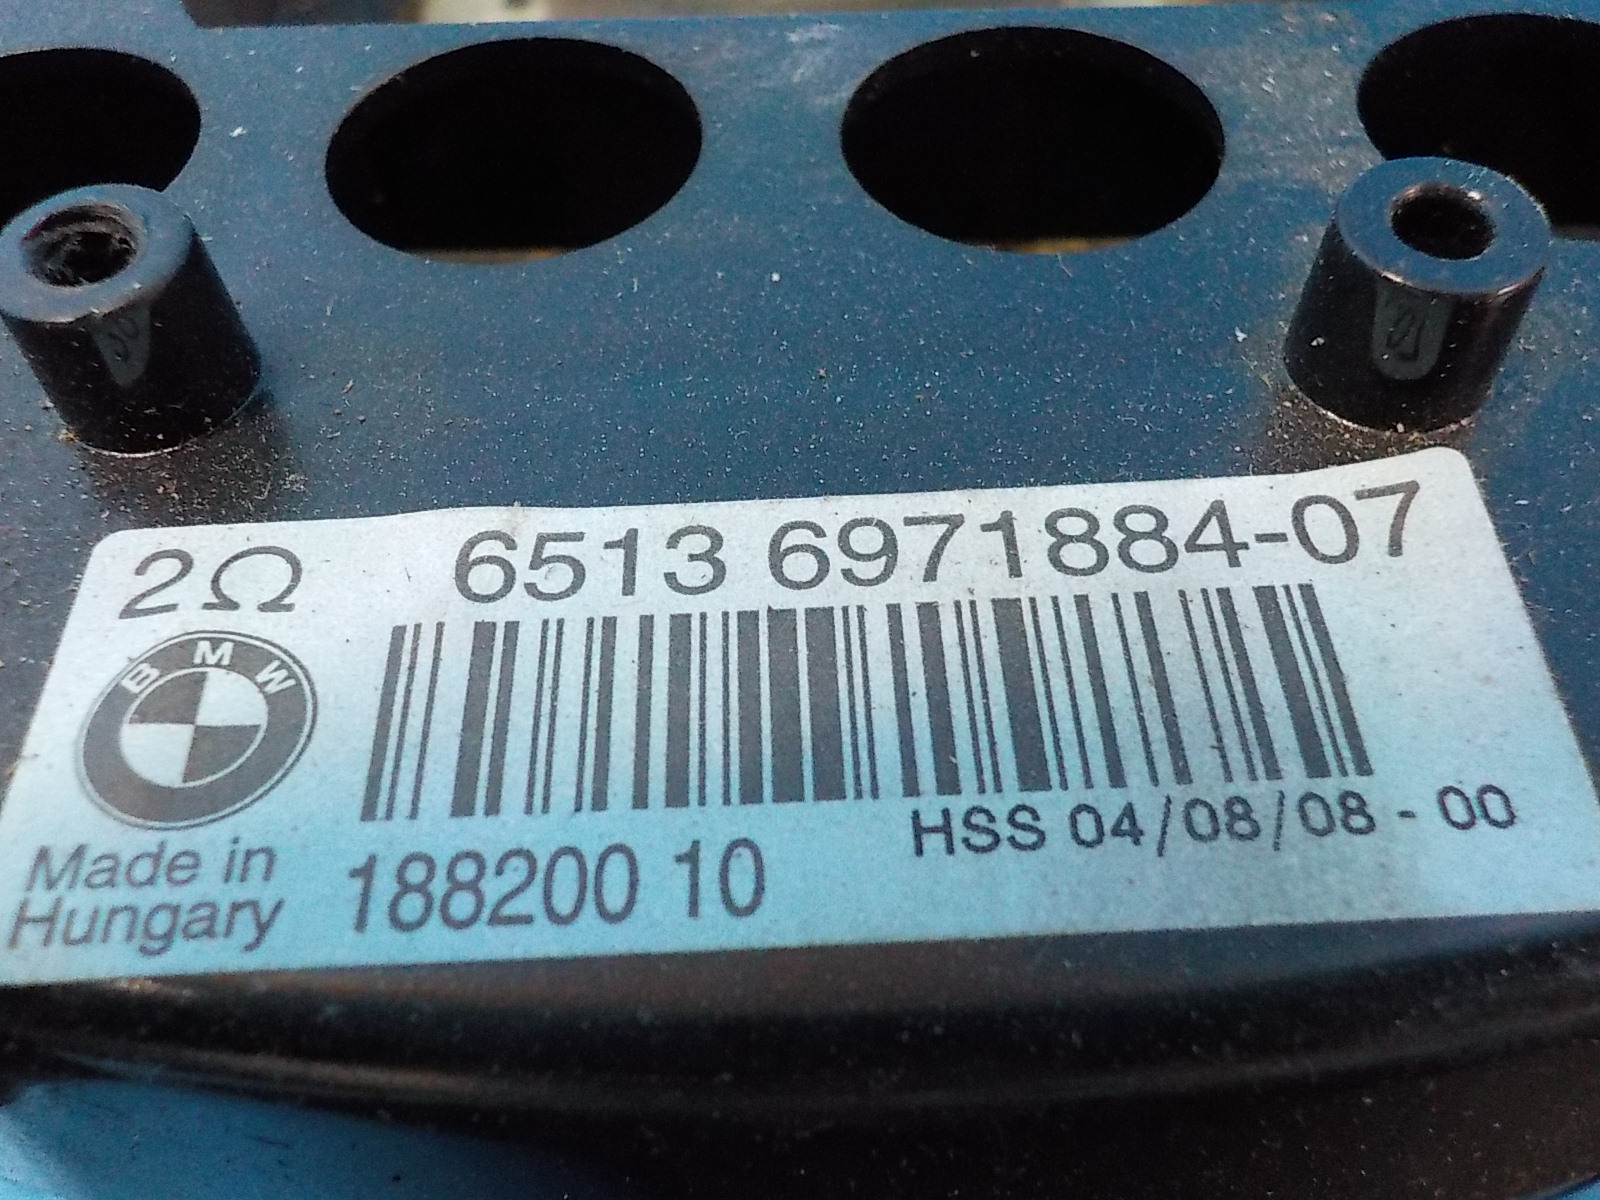 2Ω 6513 6971884-07
BMW
HSS 04/08/08 - 00
Made in
Hungary
188200 10